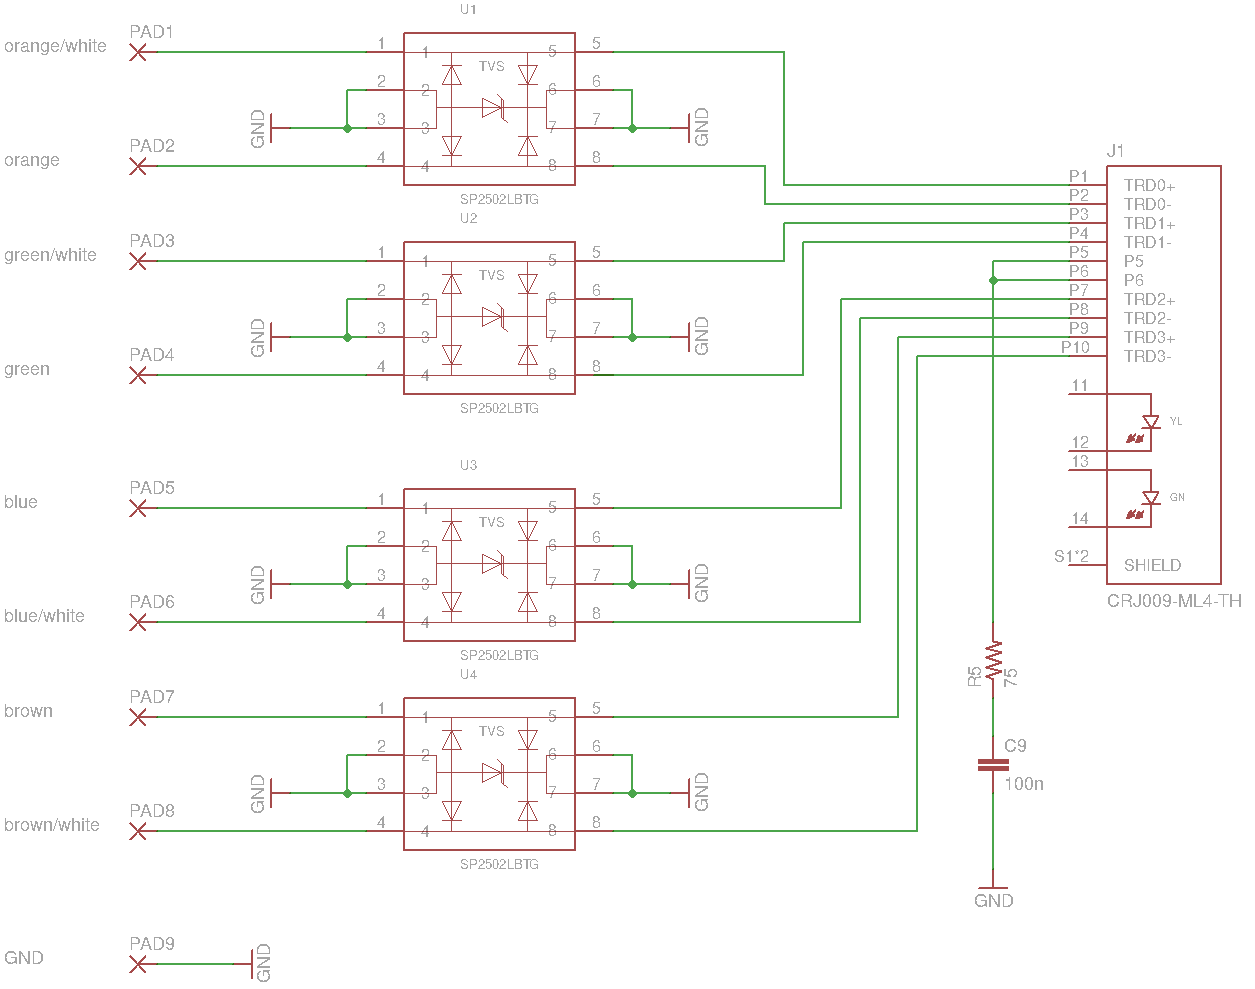 orange/white
PAD1
orange
PAD2
green/white
PAD3
green
PAD4
blue
PAD5
blue/white
PAD6
brown
PAD7
brown/white
PAD8
GND
PAD9
GND
U1
1 1 TVS 5 5
2 2 6 6
GND 3 3 7 7 GND
4 4 8 8
SP2502LBTG
U2
1 1 TVS 5 5
2 2 6 6
GND 3 3 7 7 GND
4 4 8 8
SP2502LBTG
U3
1 1 TVS 5 5
2 2 6 6
GND 3 3 7 7 GND
4 4 8 8
SP2502LBTG
U4
1 1 TVS 5 5
2 2 6 6
GND 3 3 7 7 GND
4 4 8 8
SP2502LBTG
J1
P1 TRD0+
P2 TRD0-
P3 TRD1+
P4 TRD1-
P5 P5
P6 P6
P7 TRD2+
P8 TRD2-
P9 TRD3+
P10 TRD3-
11
YL
12
13
GN
14
S1*2 SHIELD
CRJ009-ML4-TH
R5 75
C9
100n
GND